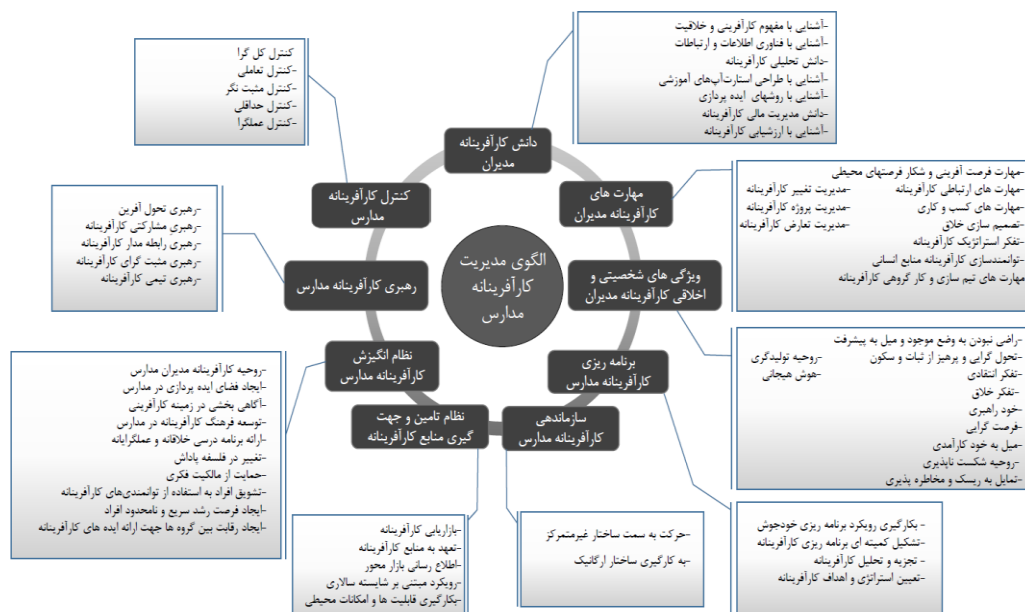 الگوی مدیریت
کارآفرینانه
مدارس
دانش کارآفرینانه
مدیران
-آشنایی با مفهوم کارآفرینی و خلاقیت
-آشنایی با فناوری اطلاعات و ارتباطات
-دانش تحلیلی کارآفرینانه
-آشنایی با طراحی استارت‌آپ‌های آموزشی
-آشنایی با روشهای ایده پردازی
-دانش مدیریت مالی کارآفرینانه
-آشنایی با ارزشیابی کارآفرینانه
مهارت های
کارآفرینانه مدیران
-مهارت فرصت آفرینی و شکار فرصتهای محیطی
-مهارت های ارتباطی کارآفرینانه
-مهارت های کسب و کاری
-تصمیم سازی خلاق
-تفکر استراتژیک کارآفرینانه
-توانمندسازی کارآفرینانه منابع انسانی
مهارت های تیم سازی و کار گروهی کارآفرینانه
-مدیریت تغییر کارآفرینانه
-مدیریت پروژه کارآفرینانه
-مدیریت تعارض کارآفرینانه
ویژگی های شخصیتی و
اخلاقی کارآفرینانه مدیران
-راضی نبودن به وضع موجود و میل به پیشرفت
-تحول گرایی و پرهیز از ثبات و سکون
-تفکر انتقادی
-تفکر خلاق
-خود راهبری
-فرصت گرایی
-میل به خود کارآمدی
-روحیه شکست ناپذیری
-تمایل به ریسک و مخاطره پذیری
-روحیه تولیدگری
-هوش هیجانی
برنامه ریزی
کارآفرینانه مدارس
- بکارگیری رویکرد برنامه ریزی خودجوش
-تشکیل کمیته ای برنامه ریزی کارآفرینانه
- تجزیه و تحلیل کارآفرینانه
-تعیین استراتژی و اهداف کارآفرینانه
سازماندهی
کارآفرینانه مدارس
-حرکت به سمت ساختار غیرمتمرکز
-به کارگیری ساختار ارگانیک
نظام تامین و جهت
گیری منابع کارآفرینانه
-بازاریابی کارآفرینانه
-تعهد به منابع کارآفرینانه
-اطلاع رسانی بازار محور
-رویکرد مبتنی بر شایسته سالاری
-بکارگیری قابلیت ها و امکانات محیطی
نظام انگیزش
کارآفرینانه مدارس
-روحیه کارآفرینانه مدیران مدارس
-ایجاد فضای ایده پردازی در مدارس
-آگاهی بخشی در زمینه کارآفرینی
-توسعه فرهنگ کارآفرینانه در مدارس
-ارائه برنامه درسی خلاقانه و عملگرایانه
-تغییر در فلسفه پاداش
-حمایت از مالکیت فکری
-تشویق افراد به استفاده از توانمندی‌های کارآفرینانه
-ایجاد فرصت رشد سریع و نامحدود افراد
-ایجاد رقابت بین گروه ها جهت ارائه ایده های کارآفرینانه
رهبری کارآفرینانه مدارس
-رهبری تحول آفرین
-رهبری مشارکتی کارآفرینانه
-رهبری رابطه مدار کارآفرینانه
-رهبری مثبت گرای کارآفرینانه
-رهبری تیمی کارآفرینانه
کنترل کارآفرینانه
مدارس
کنترل کل گرا
-کنترل تعاملی
-کنترل مثبت نگر
-کنترل حداقلی
-کنترل عملگرا